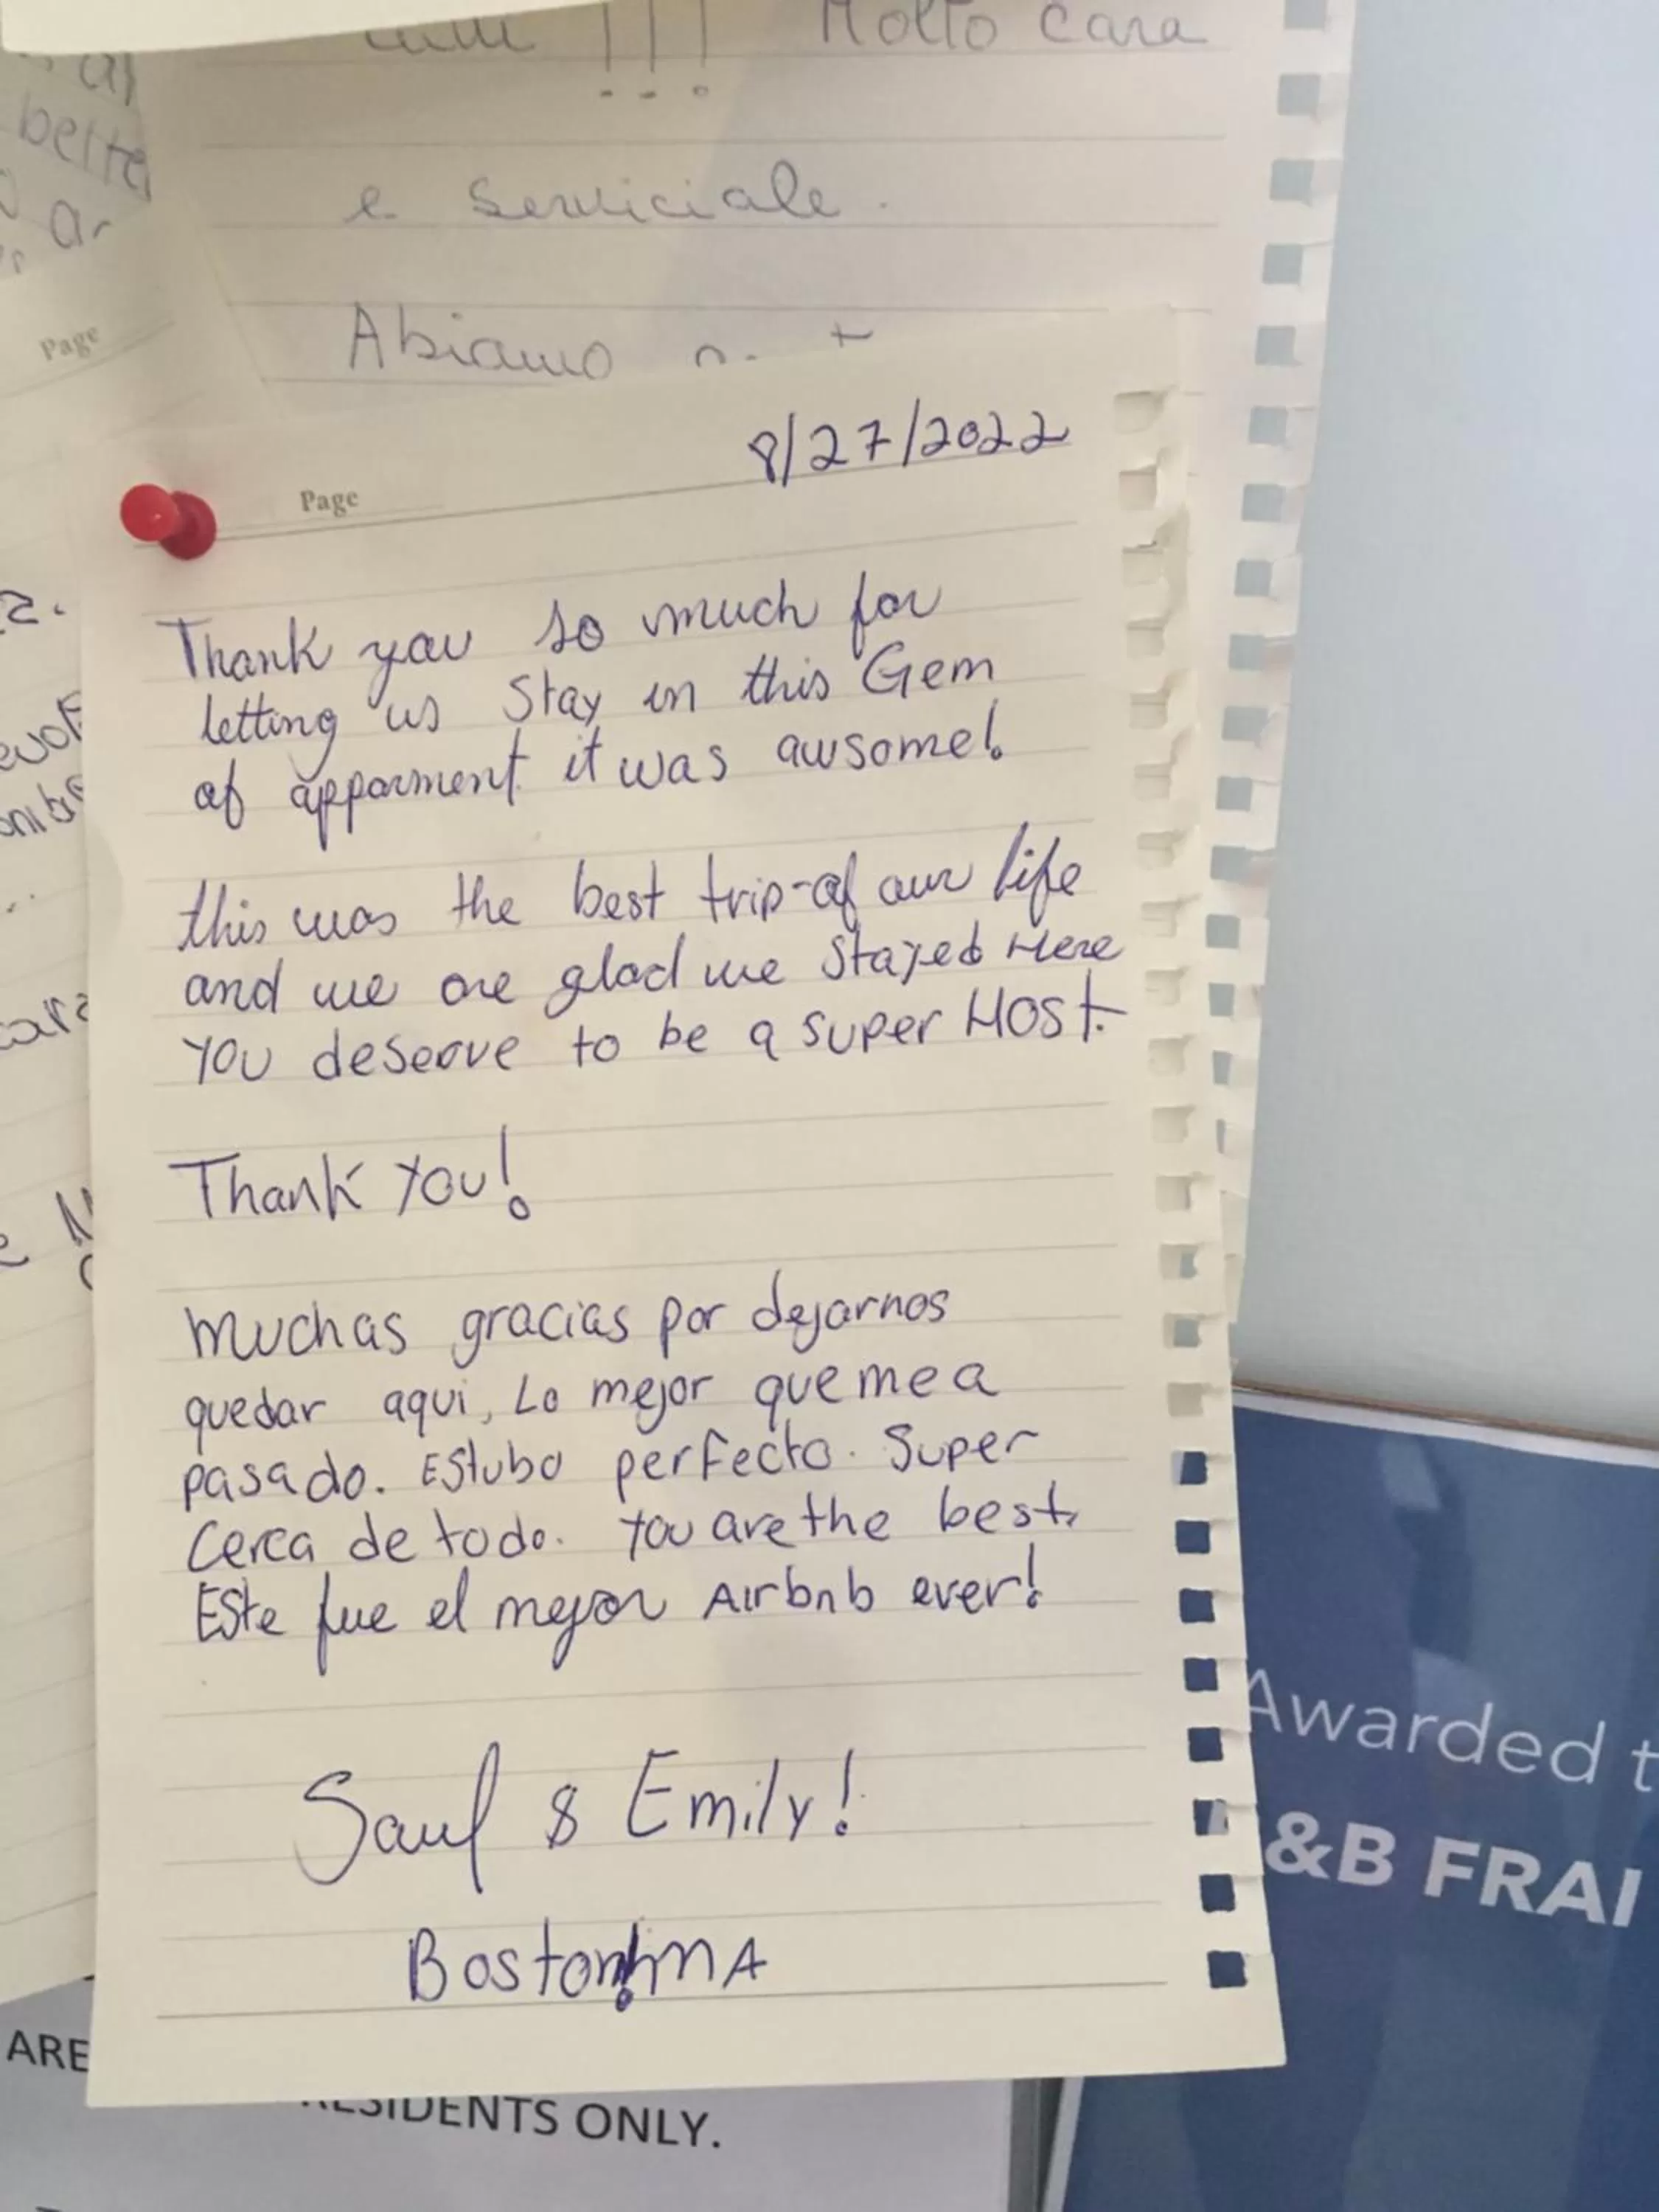 Molto cara
e serviciale.
Abiamo
bette
ar
Page
8/27/2022
Page
Thank you so much for
letting us Stay in this Gem
of apparment it was awsome!
this was the best trip of our life
and we are glad we Stayed Here
YOU deserve to be a super HOST.
Thank YOU!
muchas gracias por dejarnos
quedar aqui, Lo mejor que me a
pasado. Estubo perfecto. Super
Cerca de todo. You are the best,
Este fue el mejor Airbnb ever!
Saul & Emily!
Boston! MA
Awarded t
&B FRAI
ARE
RESIDENTS ONLY.